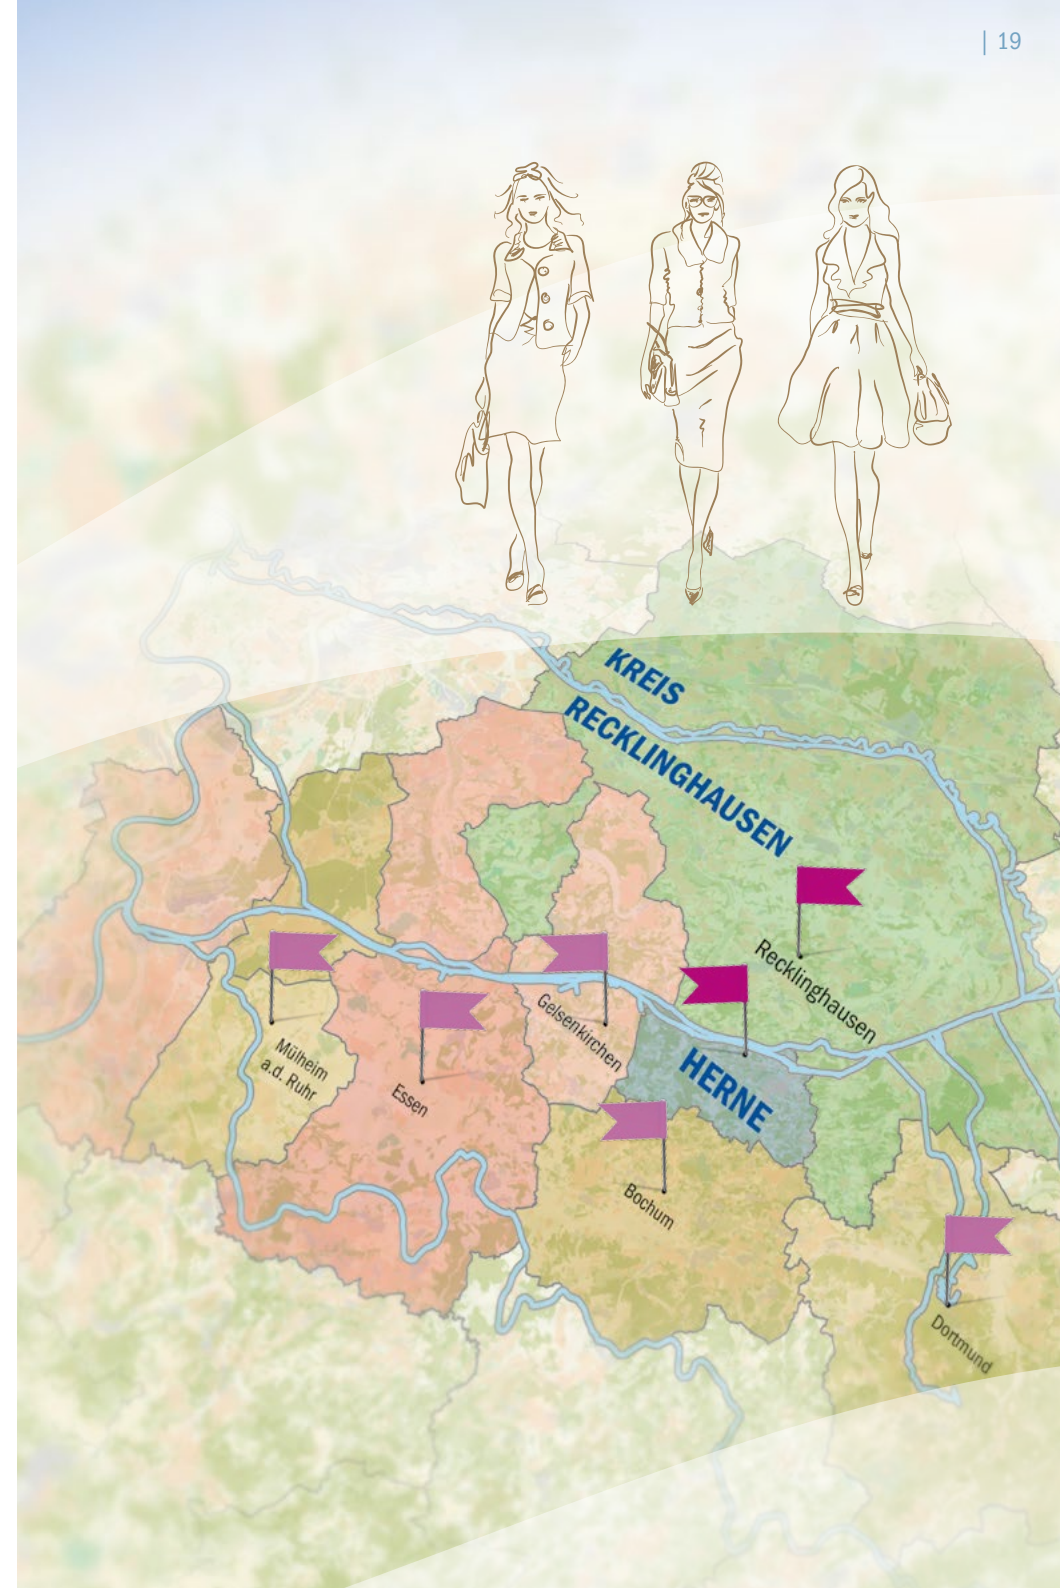 | 19
KREIS
RECKLINGHAUSEN
Recklinghausen
Gelsenkirchen
HERNE
Mülheim
a.d. Ruhr
Essen
Bochum
Dortmund